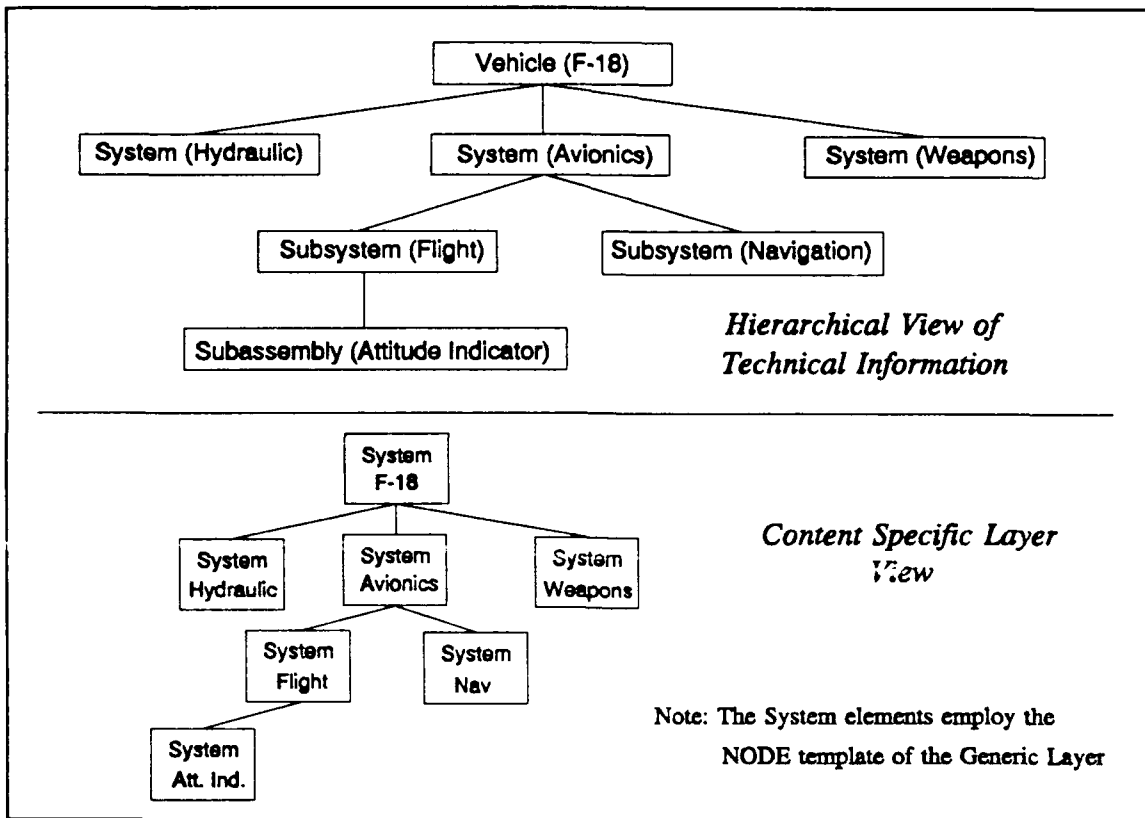 Vehicle (F-18)
System (Hydraulic)
System (Avionics)
System (Weapons)
Subsystem (Flight)
Subsystem (Navigation)
Subassembly (Attitude Indicator)
Hierarchical View of
Technical Information
System
F-18
System
Hydraulic
System
Avionics
System
Weapons
Content Specific Layer
View
System
Flight
System
Nav
System
Att. Ind.
Note: The System elements employ the
NODE template of the Generic Layer